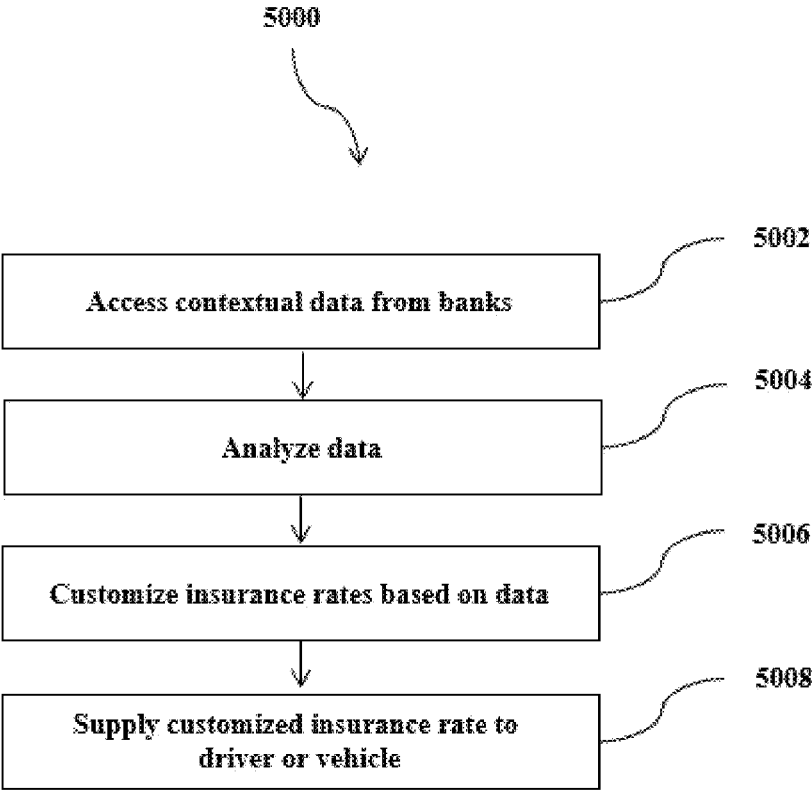 5000
5002
Access contextual data from banks
5004
Analyze data
5006
Customize insurance rates based on data
5008
Supply customized insurance rate to
driver or vehicle